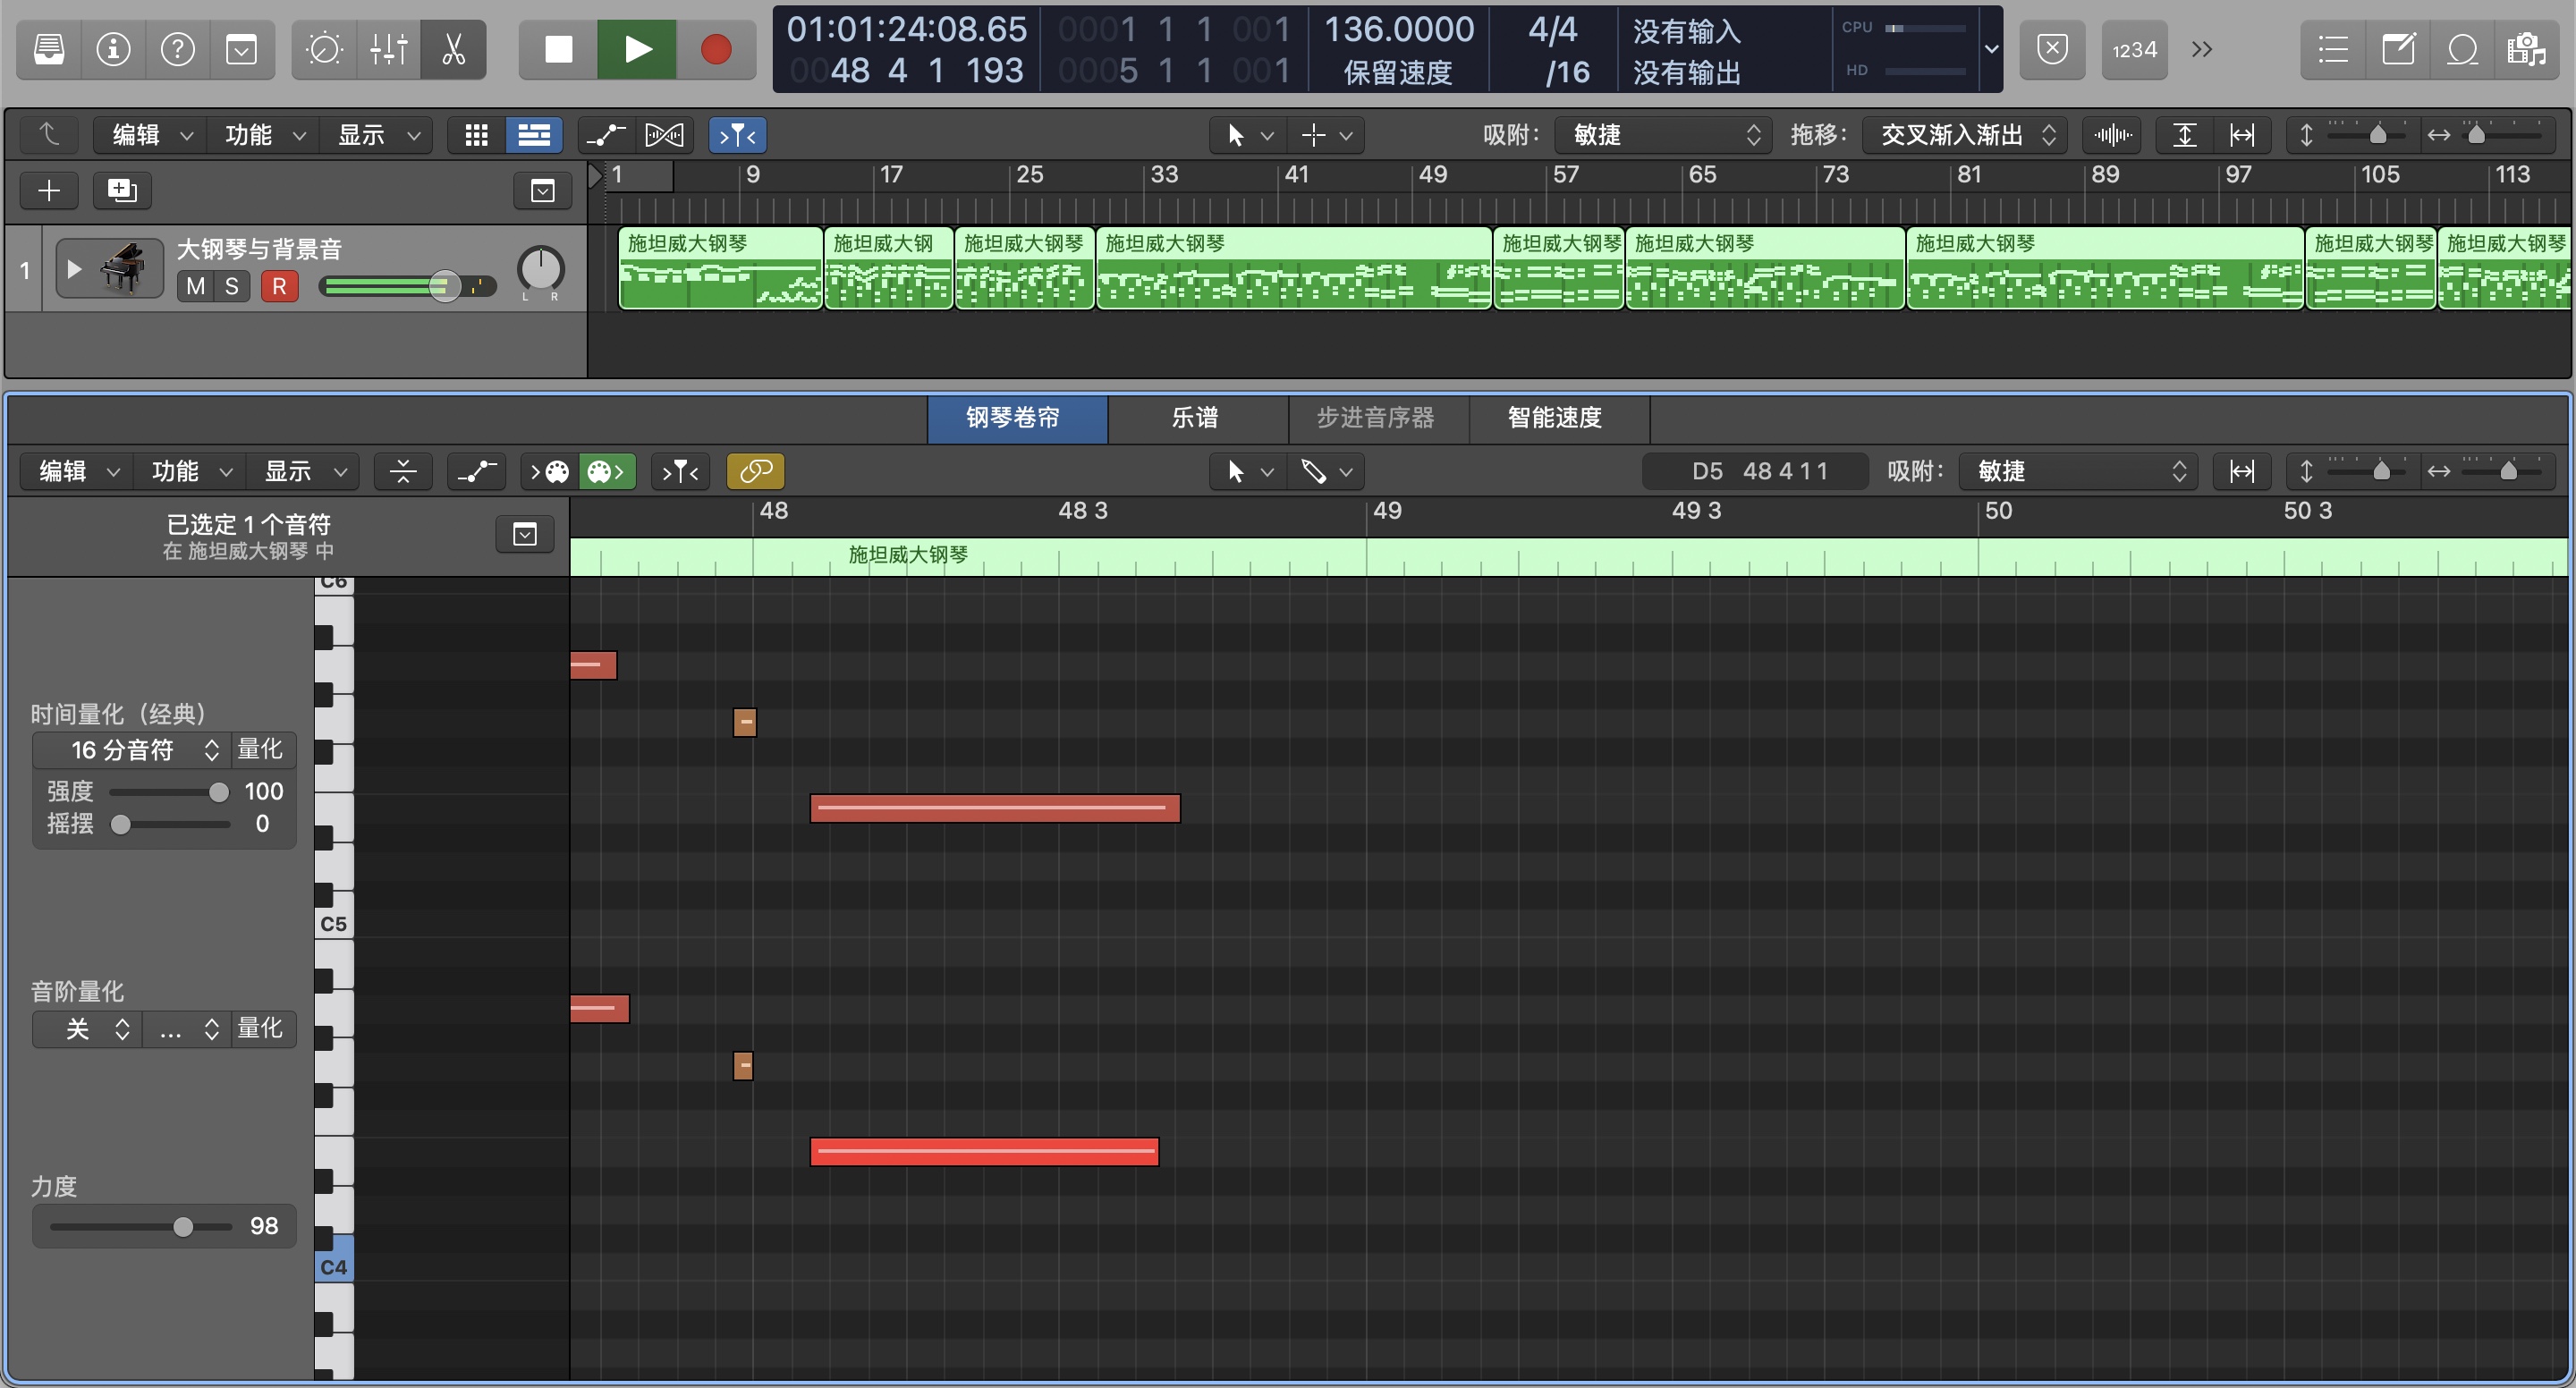 01:01:24:08.65
0001 1 1 001
136.0000
4/4
没有输入
CPU
0048 4 1 193
0005 1 1 001
保留速度
/16
没有输出
HD
1234
编辑 功能 显示
吸附: 敏捷 拖移: 交叉渐入渐出
1 9 17 25 33 41 49 57 65 73 81 89 97 105 113
1
大钢琴与背景音
M S R
L R
施坦威大钢琴 施坦威大钢 施坦威大钢琴 施坦威大钢琴 施坦威大钢琴 施坦威大钢琴 施坦威大钢琴 施坦威大钢琴 施坦威大钢琴
钢琴卷帘 乐谱 步进音序器 智能速度
编辑 功能 显示
D5 48 4 1 1
吸附: 敏捷
已选定 1 个音符
在 施坦威大钢琴 中
48 48 3 49 49 3 50 50 3
施坦威大钢琴
C6
时间量化（经典）
16 分音符 量化
强度 100
摇摆 0
C5
音阶量化
关 ... 量化
力度
98
C4